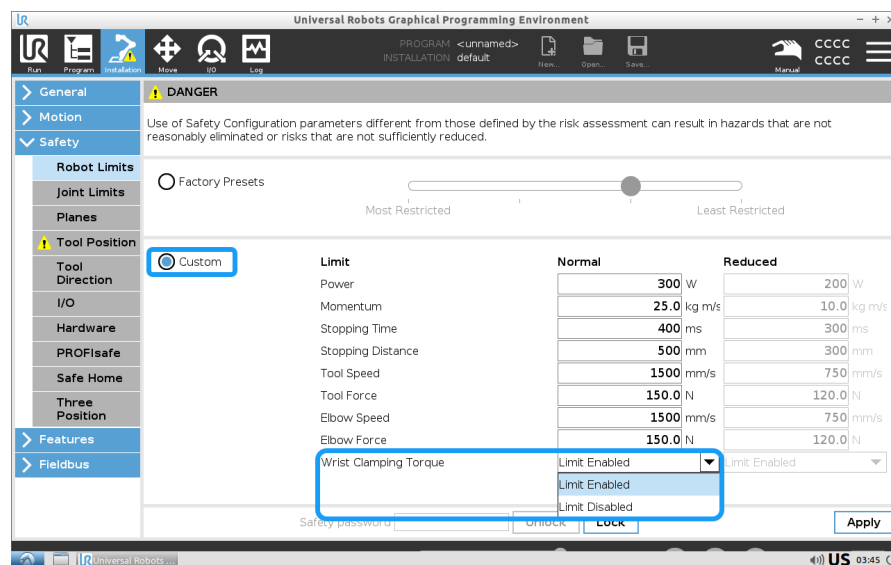 UR Universal Robots Graphical Programming Environment
PROGRAM <unnamed>
INSTALLATION default
Run Program Installation Move I/O Log New... Open... Save... Manual CCCC
CCCC
General
Motion
Safety
Robot Limits
Joint Limits
Planes
Tool Position
Tool
Direction
I/O
Hardware
PROFIsafe
Safe Home
Three
Position
Features
Fieldbus
DANGER
Use of Safety Configuration parameters different from those defined by the risk assessment can result in hazards that are not
reasonably eliminated or risks that are not sufficiently reduced.
Factory Presets
Most Restricted Least Restricted
Custom Limit Normal Reduced
Power 300 W 200 W
Momentum 25.0 kg m/s 10.0 kg m/s
Stopping Time 400 ms 300 ms
Stopping Distance 500 mm 300 mm
Tool Speed 1500 mm/s 750 mm/s
Tool Force 150.0 N 120.0 N
Elbow Speed 1500 mm/s 750 mm/s
Elbow Force 150.0 N 120.0 N
Wrist Clamping Torque Limit Enabled Limit Enabled
Limit Enabled
Limit Disabled
Safety password Unlock Lock Apply
Universal Robots ... US 03:45